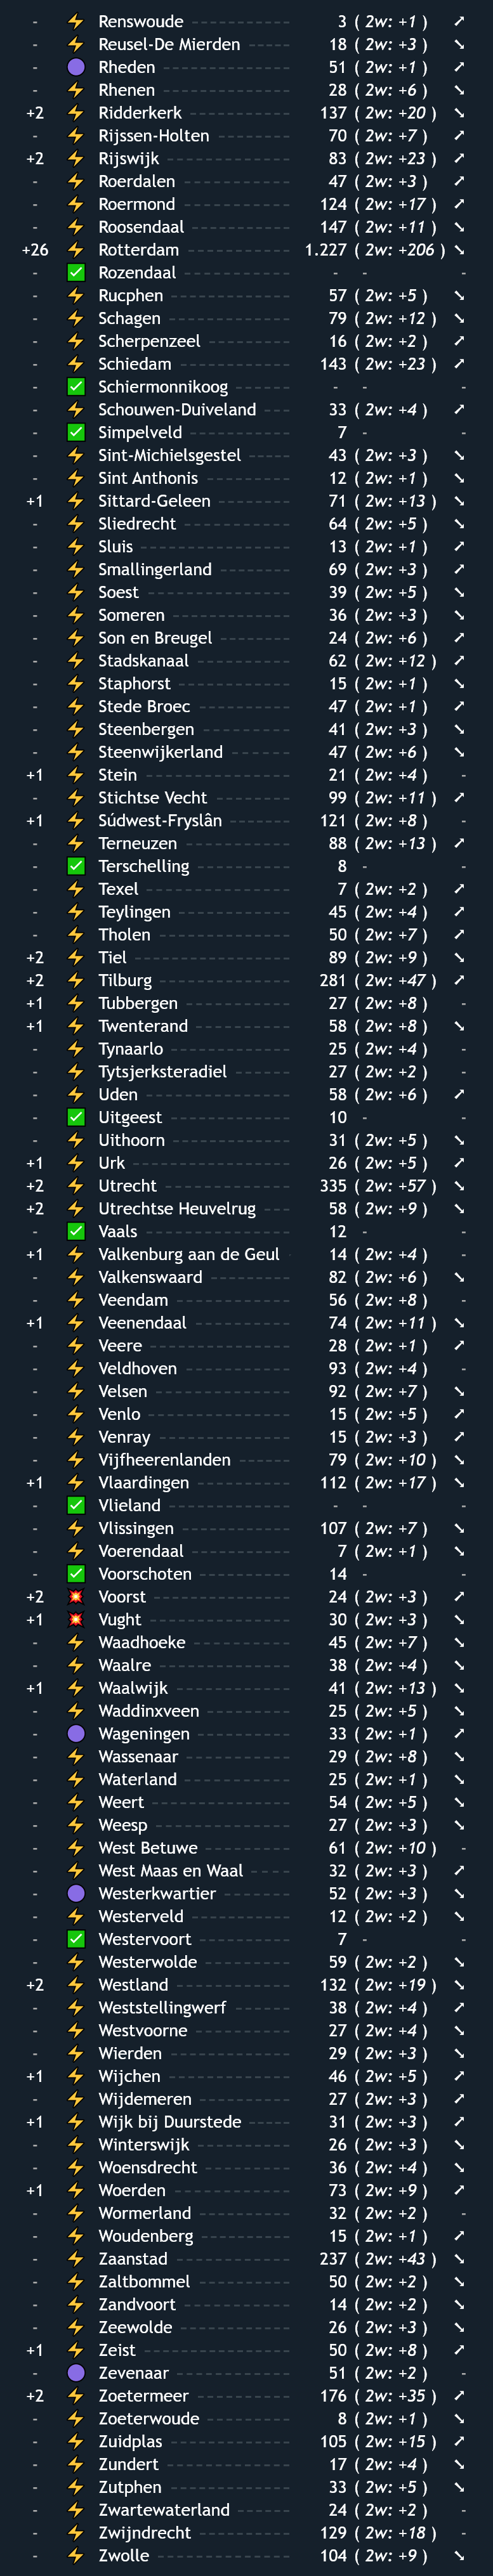 - ⚡ Renswoude ---------------- 3 ( 2w: +1 ) ➚
- ⚡ Reusel-De Mierden -------- 18 ( 2w: +3 ) ➘
- 🟣 Rheden ------------------- 51 ( 2w: +1 ) ➚
- ⚡ Rhenen ------------------- 28 ( 2w: +6 ) ➘
+2 ⚡ Ridderkerk --------------- 137 ( 2w: +20 ) ➘
- ⚡ Rijssen-Holten ----------- 70 ( 2w: +7 ) ➚
+2 ⚡ Rijswijk ----------------- 83 ( 2w: +23 ) ➚
- ⚡ Roerdalen ---------------- 47 ( 2w: +3 ) ➚
- ⚡ Roermond ----------------- 124 ( 2w: +17 ) ➚
- ⚡ Roosendaal --------------- 147 ( 2w: +11 ) ➘
+26 ⚡ Rotterdam ---------------- 1.227 ( 2w: +206 ) ➘
- ✅ Rozendaal ---------------- - - -
- ⚡ Rucphen ------------------ 57 ( 2w: +5 ) ➘
- ⚡ Schagen ------------------ 79 ( 2w: +12 ) ➘
- ⚡ Scherpenzeel ------------- 16 ( 2w: +2 ) ➚
- ⚡ Schiedam ----------------- 143 ( 2w: +23 ) ➚
- ✅ Schiermonnikoog ---------- - - -
- ⚡ Schouwen-Duiveland ------- 33 ( 2w: +4 ) ➚
- ✅ Simpelveld --------------- 7 - -
- ⚡ Sint-Michielsgestel ------ 43 ( 2w: +3 ) ➘
- ⚡ Sint Anthonis ------------ 12 ( 2w: +1 ) ➘
+1 ⚡ Sittard-Geleen ----------- 71 ( 2w: +13 ) ➘
- ⚡ Sliedrecht --------------- 64 ( 2w: +5 ) ➘
- ⚡ Sluis -------------------- 13 ( 2w: +1 ) ➚
- ⚡ Smallingerland ----------- 69 ( 2w: +3 ) ➚
- ⚡ Soest -------------------- 39 ( 2w: +5 ) ➘
- ⚡ Someren ------------------ 36 ( 2w: +3 ) ➘
- ⚡ Son en Breugel ----------- 24 ( 2w: +6 ) ➚
- ⚡ Stadskanaal -------------- 62 ( 2w: +12 ) ➚
- ⚡ Staphorst ---------------- 15 ( 2w: +1 ) ➘
- ⚡ Stede Broec -------------- 47 ( 2w: +1 ) ➚
- ⚡ Steenbergen -------------- 41 ( 2w: +3 ) ➘
- ⚡ Steenwijkerland ---------- 47 ( 2w: +6 ) ➘
+1 ⚡ Stein -------------------- 21 ( 2w: +4 ) -
- ⚡ Stichtse Vecht ----------- 99 ( 2w: +11 ) ➚
+1 ⚡ Súdwest-Fryslân ---------- 121 ( 2w: +8 ) -
- ⚡ Terneuzen ---------------- 88 ( 2w: +13 ) ➚
- ✅ Terschelling ------------- 8 - -
- ⚡ Texel -------------------- 7 ( 2w: +2 ) ➚
- ⚡ Teylingen ---------------- 45 ( 2w: +4 ) ➚
- ⚡ Tholen ------------------- 50 ( 2w: +7 ) ➚
+2 ⚡ Tiel --------------------- 89 ( 2w: +9 ) ➘
+2 ⚡ Tilburg ------------------ 281 ( 2w: +47 ) ➚
+1 ⚡ Tubbergen ---------------- 27 ( 2w: +8 ) -
+1 ⚡ Twenterand --------------- 58 ( 2w: +8 ) ➘
- ⚡ Tynaarlo ----------------- 25 ( 2w: +4 ) -
- ⚡ Tytsjerksteradiel -------- 27 ( 2w: +2 ) -
- ⚡ Uden --------------------- 58 ( 2w: +6 ) ➚
- ✅ Uitgeest ----------------- 10 - -
- ⚡ Uithoorn ----------------- 31 ( 2w: +5 ) ➘
+1 ⚡ Urk ---------------------- 26 ( 2w: +5 ) ➚
+2 ⚡ Utrecht ------------------ 335 ( 2w: +57 ) ➘
+2 ⚡ Utrechtse Heuvelrug ------ 58 ( 2w: +9 ) ➘
- ✅ Vaals -------------------- 12 - -
+1 ⚡ Valkenburg aan de Geul - 14 ( 2w: +4 ) -
- ⚡ Valkenswaard ------------- 82 ( 2w: +6 ) ➘
- ⚡ Veendam ------------------ 56 ( 2w: +8 ) -
+1 ⚡ Veenendaal --------------- 74 ( 2w: +11 ) ➘
- ⚡ Veere -------------------- 28 ( 2w: +1 ) ➚
- ⚡ Veldhoven ---------------- 93 ( 2w: +4 ) -
- ⚡ Velsen ------------------- 92 ( 2w: +7 ) ➘
- ⚡ Venlo -------------------- 15 ( 2w: +5 ) ➚
- ⚡ Venray ------------------- 15 ( 2w: +3 ) ➚
- ⚡ Vijfheerenlanden --------- 79 ( 2w: +10 ) ➘
+1 ⚡ Vlaardingen -------------- 112 ( 2w: +17 ) ➘
- ✅ Vlieland ----------------- - - -
- ⚡ Vlissingen --------------- 107 ( 2w: +7 ) ➘
- ⚡ Voerendaal --------------- 7 ( 2w: +1 ) ➘
- ✅ Voorschoten -------------- 14 - -
+2 💥 Voorst ------------------- 24 ( 2w: +3 ) ➚
+1 💥 Vught -------------------- 30 ( 2w: +3 ) ➘
- ⚡ Waadhoeke ---------------- 45 ( 2w: +7 ) ➘
- ⚡ Waalre ------------------- 38 ( 2w: +4 ) ➘
+1 ⚡ Waalwijk ----------------- 41 ( 2w: +13 ) ➘
- ⚡ Waddinxveen -------------- 25 ( 2w: +5 ) ➘
- 🟣 Wageningen --------------- 33 ( 2w: +1 ) ➚
- ⚡ Wassenaar ---------------- 29 ( 2w: +8 ) ➘
- ⚡ Waterland ---------------- 25 ( 2w: +1 ) ➘
- ⚡ Weert -------------------- 54 ( 2w: +5 ) ➘
- ⚡ Weesp -------------------- 27 ( 2w: +3 ) ➘
- ⚡ West Betuwe -------------- 61 ( 2w: +10 ) -
- ⚡ West Maas en Waal -------- 32 ( 2w: +3 ) ➚
- 🟣 Westerkwartier ----------- 52 ( 2w: +3 ) ➘
- ⚡ Westerveld --------------- 12 ( 2w: +2 ) ➘
- ✅ Westervoort -------------- 7 - -
- ⚡ Westerwolde -------------- 59 ( 2w: +2 ) ➘
+2 ⚡ Westland ----------------- 132 ( 2w: +19 ) ➘
- ⚡ Weststellingwerf --------- 38 ( 2w: +4 ) ➚
- ⚡ Westvoorne --------------- 27 ( 2w: +4 ) ➘
- ⚡ Wierden ------------------ 29 ( 2w: +3 ) ➘
+1 ⚡ Wijchen ------------------ 46 ( 2w: +5 ) ➚
- ⚡ Wijdemeren --------------- 27 ( 2w: +3 ) ➚
+1 ⚡ Wijk bij Duurstede ------- 31 ( 2w: +3 ) ➚
- ⚡ Winterswijk -------------- 26 ( 2w: +3 ) ➘
- ⚡ Woensdrecht -------------- 36 ( 2w: +4 ) ➘
+1 ⚡ Woerden ------------------ 73 ( 2w: +9 ) ➚
- ⚡ Wormerland --------------- 32 ( 2w: +2 ) -
- ⚡ Woudenberg --------------- 15 ( 2w: +1 ) ➚
- ⚡ Zaanstad ----------------- 237 ( 2w: +43 ) ➘
- ⚡ Zaltbommel --------------- 50 ( 2w: +2 ) ➘
- ⚡ Zandvoort ---------------- 14 ( 2w: +2 ) ➘
- ⚡ Zeewolde ----------------- 26 ( 2w: +3 ) ➘
+1 ⚡ Zeist -------------------- 50 ( 2w: +8 ) ➚
- 🟣 Zevenaar ----------------- 51 ( 2w: +2 ) -
+2 ⚡ Zoetermeer --------------- 176 ( 2w: +35 ) ➚
- ⚡ Zoeterwoude -------------- 8 ( 2w: +1 ) ➘
- ⚡ Zuidplas ----------------- 105 ( 2w: +15 ) ➚
- ⚡ Zundert ------------------ 17 ( 2w: +4 ) ➘
- ⚡ Zutphen ------------------ 33 ( 2w: +5 ) ➘
- ⚡ Zwartewaterland ---------- 24 ( 2w: +2 ) -
- ⚡ Zwijndrecht -------------- 129 ( 2w: +18 ) -
- ⚡ Zwolle ------------------- 104 ( 2w: +9 ) ➘